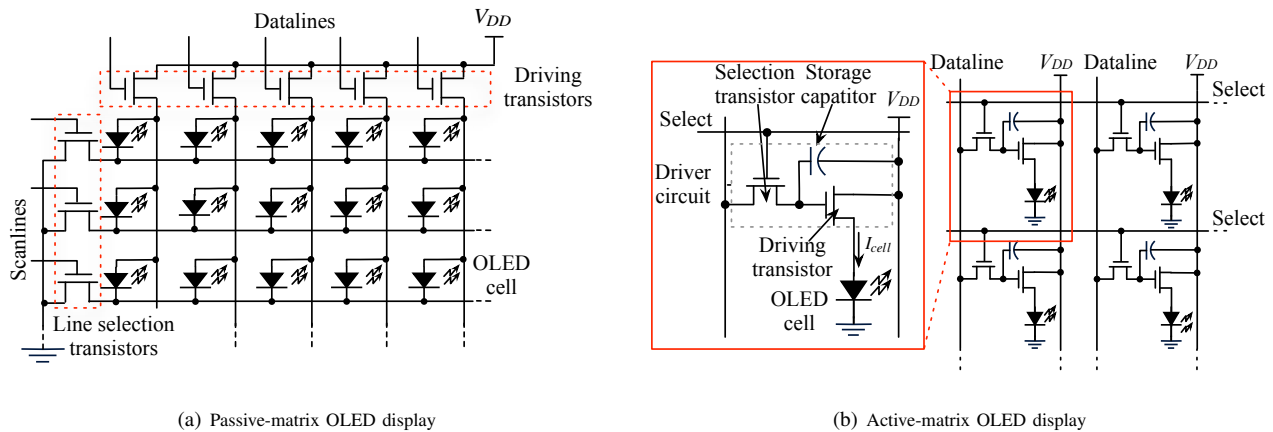 Datalines
V_DD
Driving
transistors
Scanlines
OLED
cell
Line selection
transistors
(a) Passive-matrix OLED display
Selection Storage
transistor capatitor
V_DD
Select
Driver
circuit
Driving
transistor
I_cell
OLED
cell
Dataline
V_DD
Dataline
V_DD
Select
Select
(b) Active-matrix OLED display